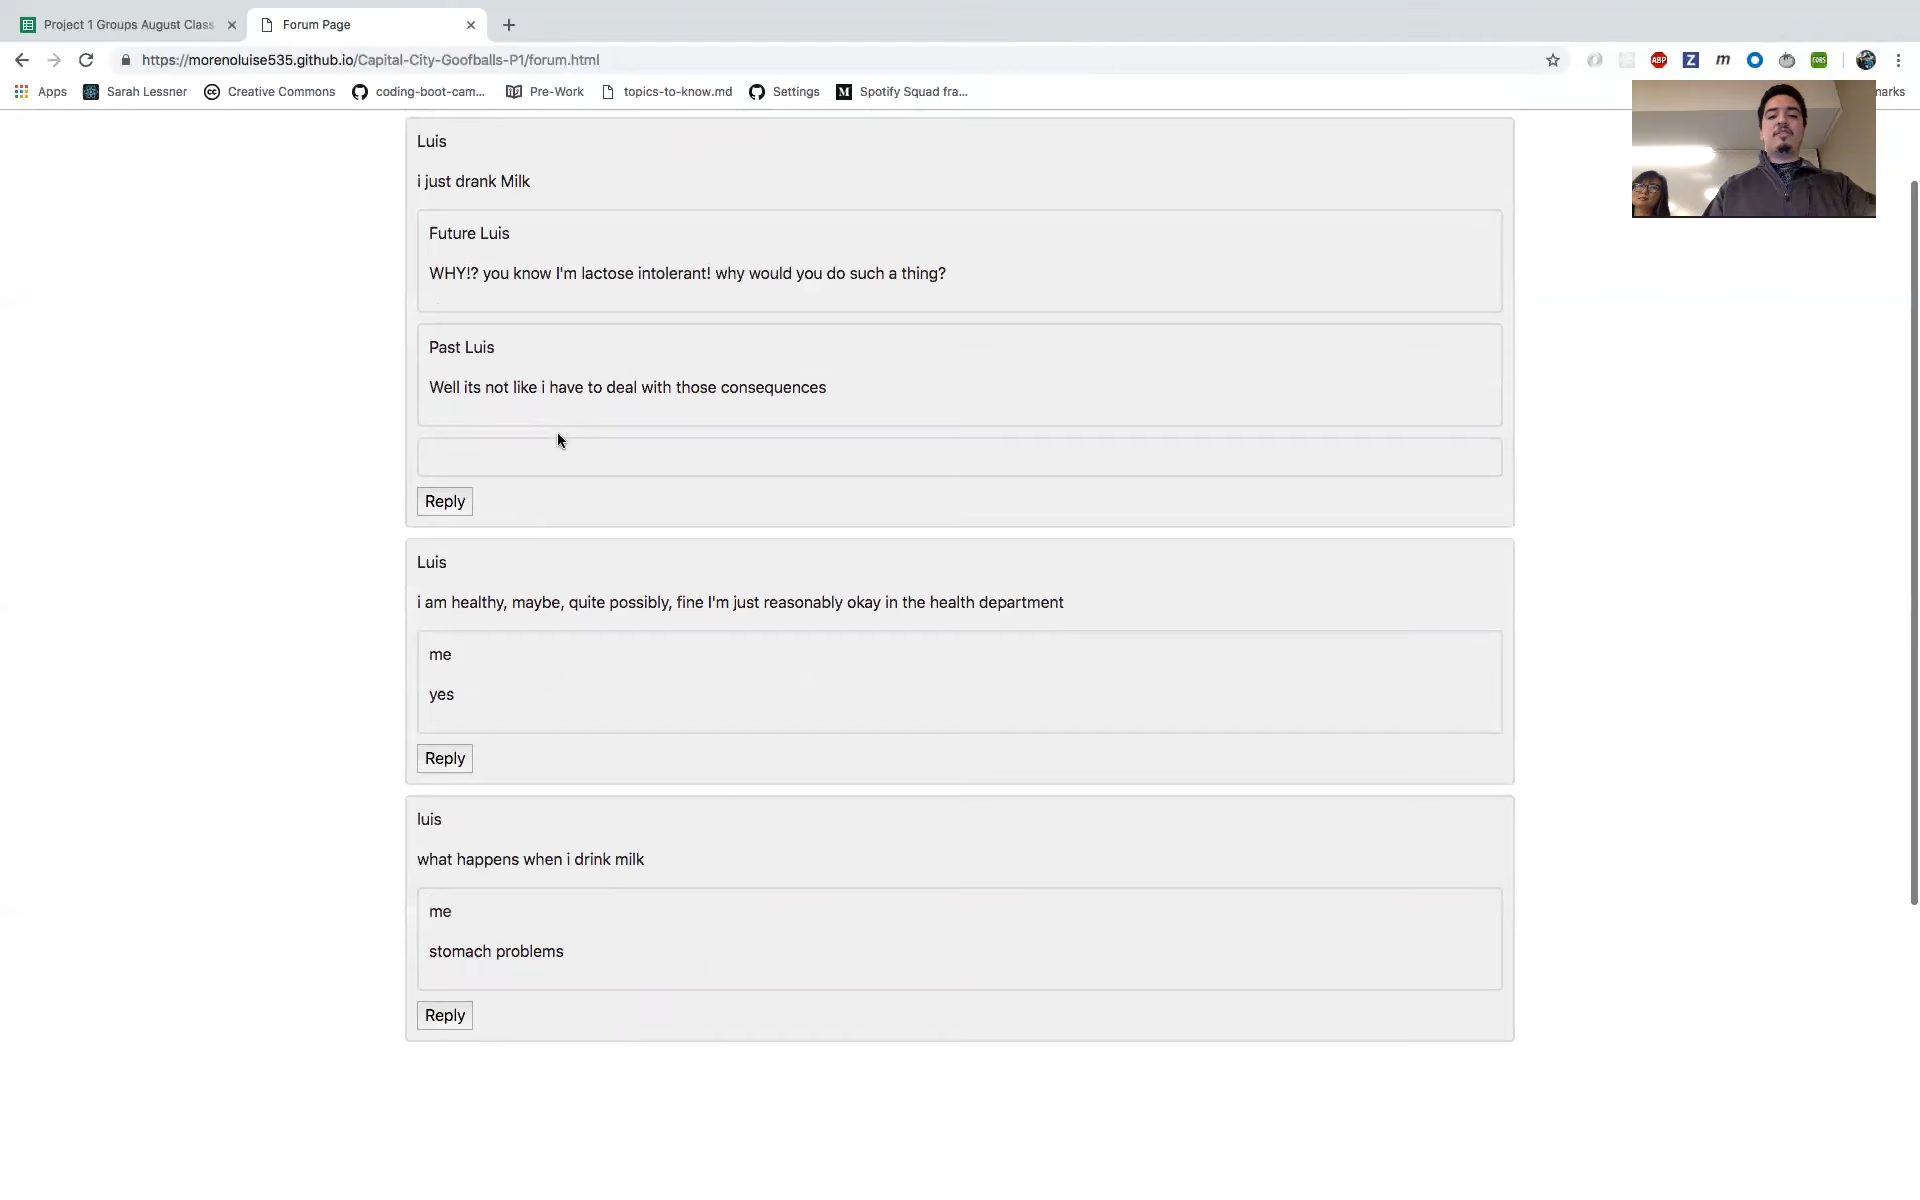 Project 1 Groups August Class
Forum Page
https://morenoluise535.github.io/Capital-City-Goofballs-P1/forum.html
ABP
Z
m
CORS
Apps
Sarah Lessner
cc
Creative Commons
coding-boot-cam...
Pre-Work
topics-to-know.md
Settings
M
Spotify Squad fra...
marks
Luis
i just drank Milk
Future Luis
WHY!? you know I'm lactose intolerant! why would you do such a thing?
Past Luis
Well its not like i have to deal with those consequences
Reply
Luis
i am healthy, maybe, quite possibly, fine I'm just reasonably okay in the health department
me
yes
Reply
luis
what happens when i drink milk
me
stomach problems
Reply